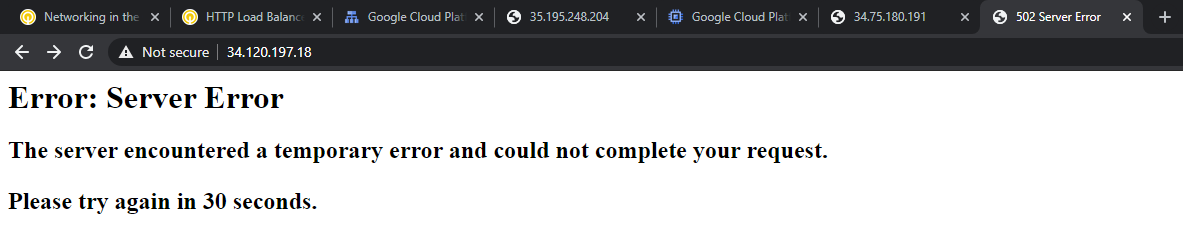 Networking in the
HTTP Load Balanc
Google Cloud Plat
35.195.248.204
Google Cloud Plat
34.75.180.191
502 Server Error
Not secure
34.120.197.18
Error: Server Error
The server encountered a temporary error and could not complete your request.
Please try again in 30 seconds.